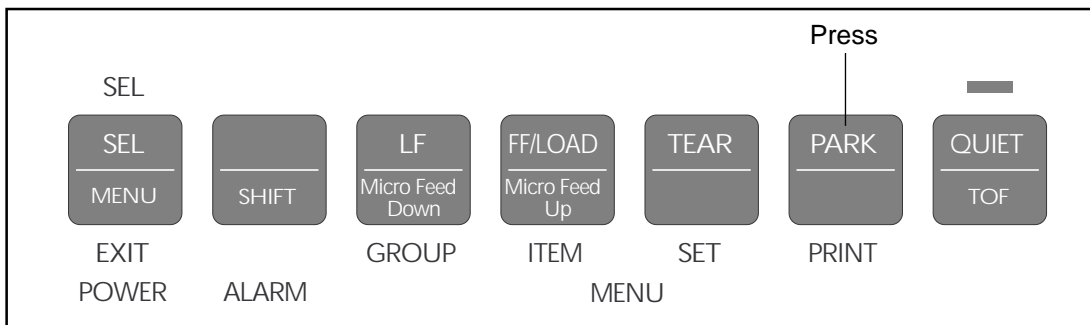 Press
SEL
SEL LF FF/LOAD TEAR PARK QUIET
MENU SHIFT Micro Feed Down Micro Feed Up TOF
EXIT GROUP ITEM SET PRINT
POWER ALARM MENU